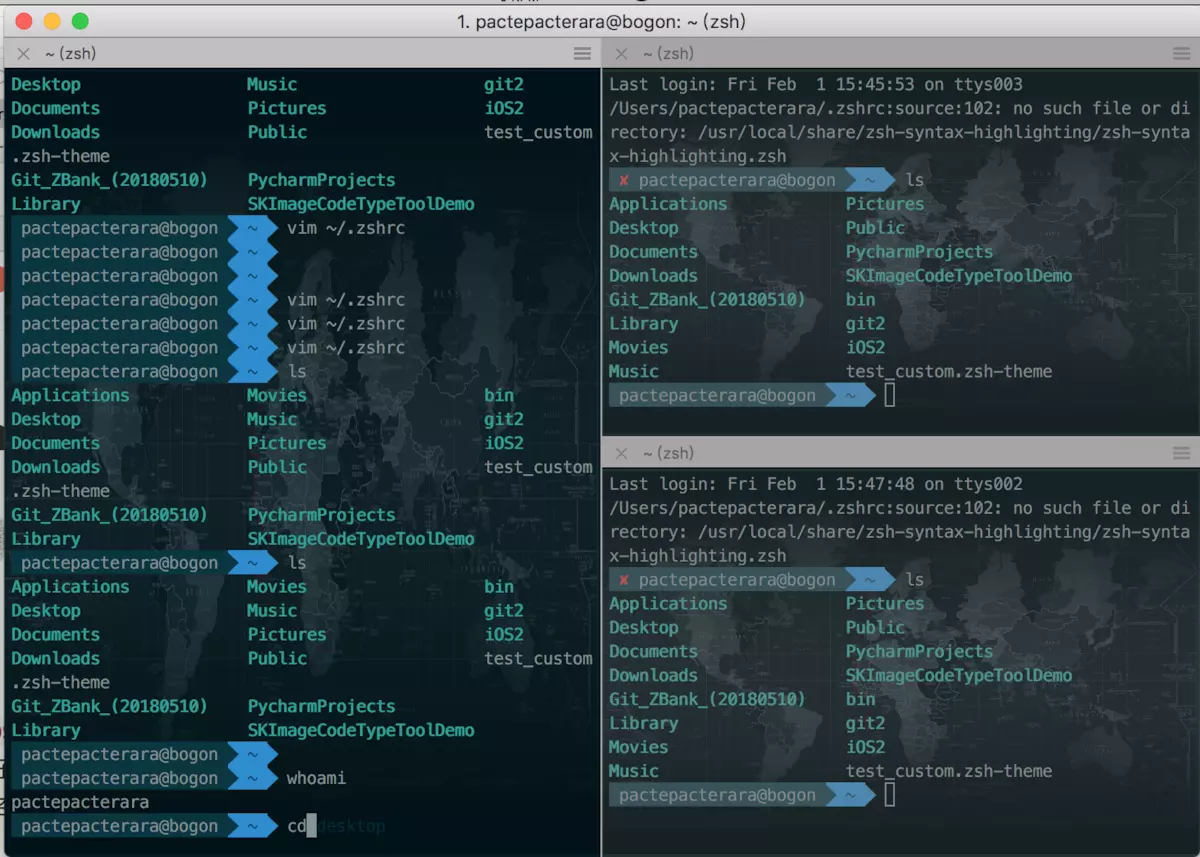 1. pactepacterara@bogon: ~ (zsh)
~ (zsh)
Desktop Music git2
Documents Pictures iOS2
Downloads Public test_custom
.zsh-theme
Git_ZBank_(20180510) PycharmProjects
Library SKImageCodeTypeToolDemo
pactepacterara@bogon ~ vim ~/.zshrc
pactepacterara@bogon ~
pactepacterara@bogon ~
pactepacterara@bogon ~ vim ~/.zshrc
pactepacterara@bogon ~ vim ~/.zshrc
pactepacterara@bogon ~ vim ~/.zshrc
pactepacterara@bogon ~ ls
Applications Movies bin
Desktop Music git2
Documents Pictures iOS2
Downloads Public test_custom
.zsh-theme
Git_ZBank_(20180510) PycharmProjects
Library SKImageCodeTypeToolDemo
pactepacterara@bogon ~ ls
Applications Movies bin
Desktop Music git2
Documents Pictures iOS2
Downloads Public test_custom
.zsh-theme
Git_ZBank_(20180510) PycharmProjects
Library SKImageCodeTypeToolDemo
pactepacterara@bogon ~
pactepacterara@bogon ~ whoami
pactepacterara
pactepacterara@bogon ~ cd desktop
~ (zsh)
Last login: Fri Feb  1 15:45:53 on ttys003
/Users/pactepacterara/.zshrc:source:102: no such file or di
rectory: /usr/local/share/zsh-syntax-highlighting/zsh-synta
x-highlighting.zsh
✘ pactepacterara@bogon ~ ls
Applications Pictures
Desktop Public
Documents PycharmProjects
Downloads SKImageCodeTypeToolDemo
Git_ZBank_(20180510) bin
Library git2
Movies iOS2
Music test_custom.zsh-theme
pactepacterara@bogon ~
~ (zsh)
Last login: Fri Feb  1 15:47:48 on ttys002
/Users/pactepacterara/.zshrc:source:102: no such file or di
rectory: /usr/local/share/zsh-syntax-highlighting/zsh-synta
x-highlighting.zsh
✘ pactepacterara@bogon ~ ls
Applications Pictures
Desktop Public
Documents PycharmProjects
Downloads SKImageCodeTypeToolDemo
Git_ZBank_(20180510) bin
Library git2
Movies iOS2
Music test_custom.zsh-theme
pactepacterara@bogon ~